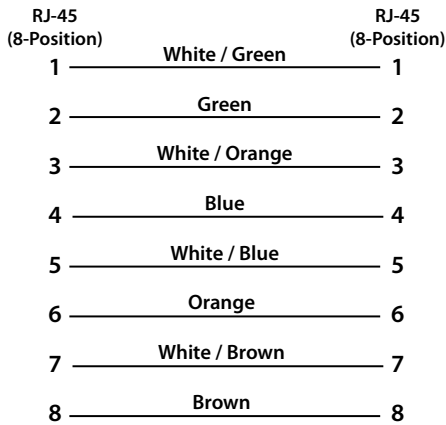 RJ-45 RJ-45
(8-Position) (8-Position)
1 White / Green 1
2 Green 2
3 White / Orange 3
4 Blue 4
5 White / Blue 5
6 Orange 6
7 White / Brown 7
8 Brown 8